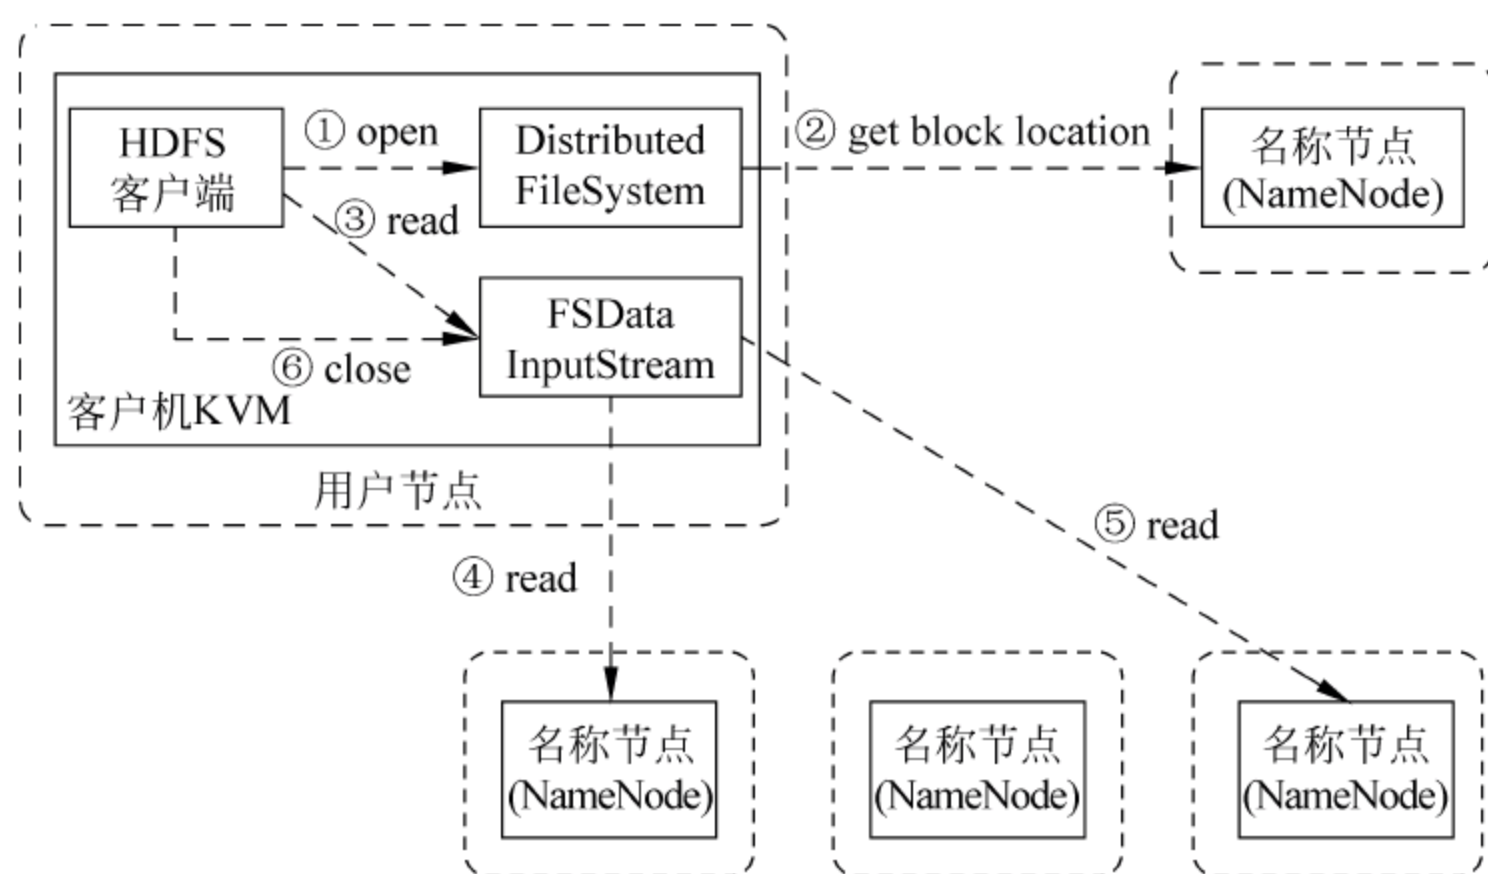 HDFS
客户端
① open
Distributed
FileSystem
② get block location
名称节点
(NameNode)
③ read
FSData
InputStream
⑥ close
客户机KVM
用户节点
④ read
⑤ read
名称节点
(NameNode)
名称节点
(NameNode)
名称节点
(NameNode)